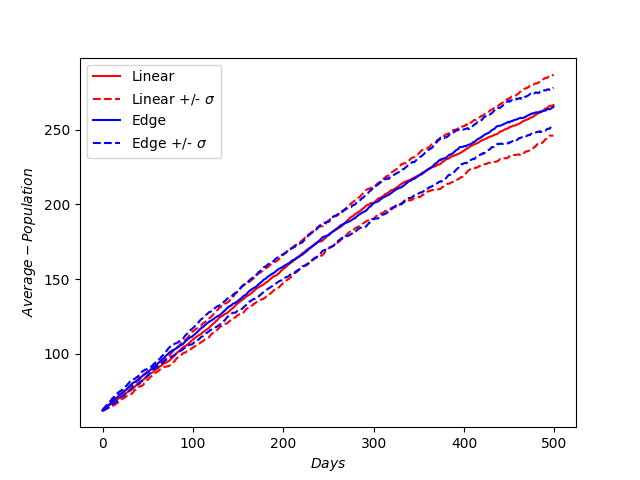 Linear
Linear +/- σ
Edge
Edge +/- σ
250
200
150
100
Average − Population
0 100 200 300 400 500
Days